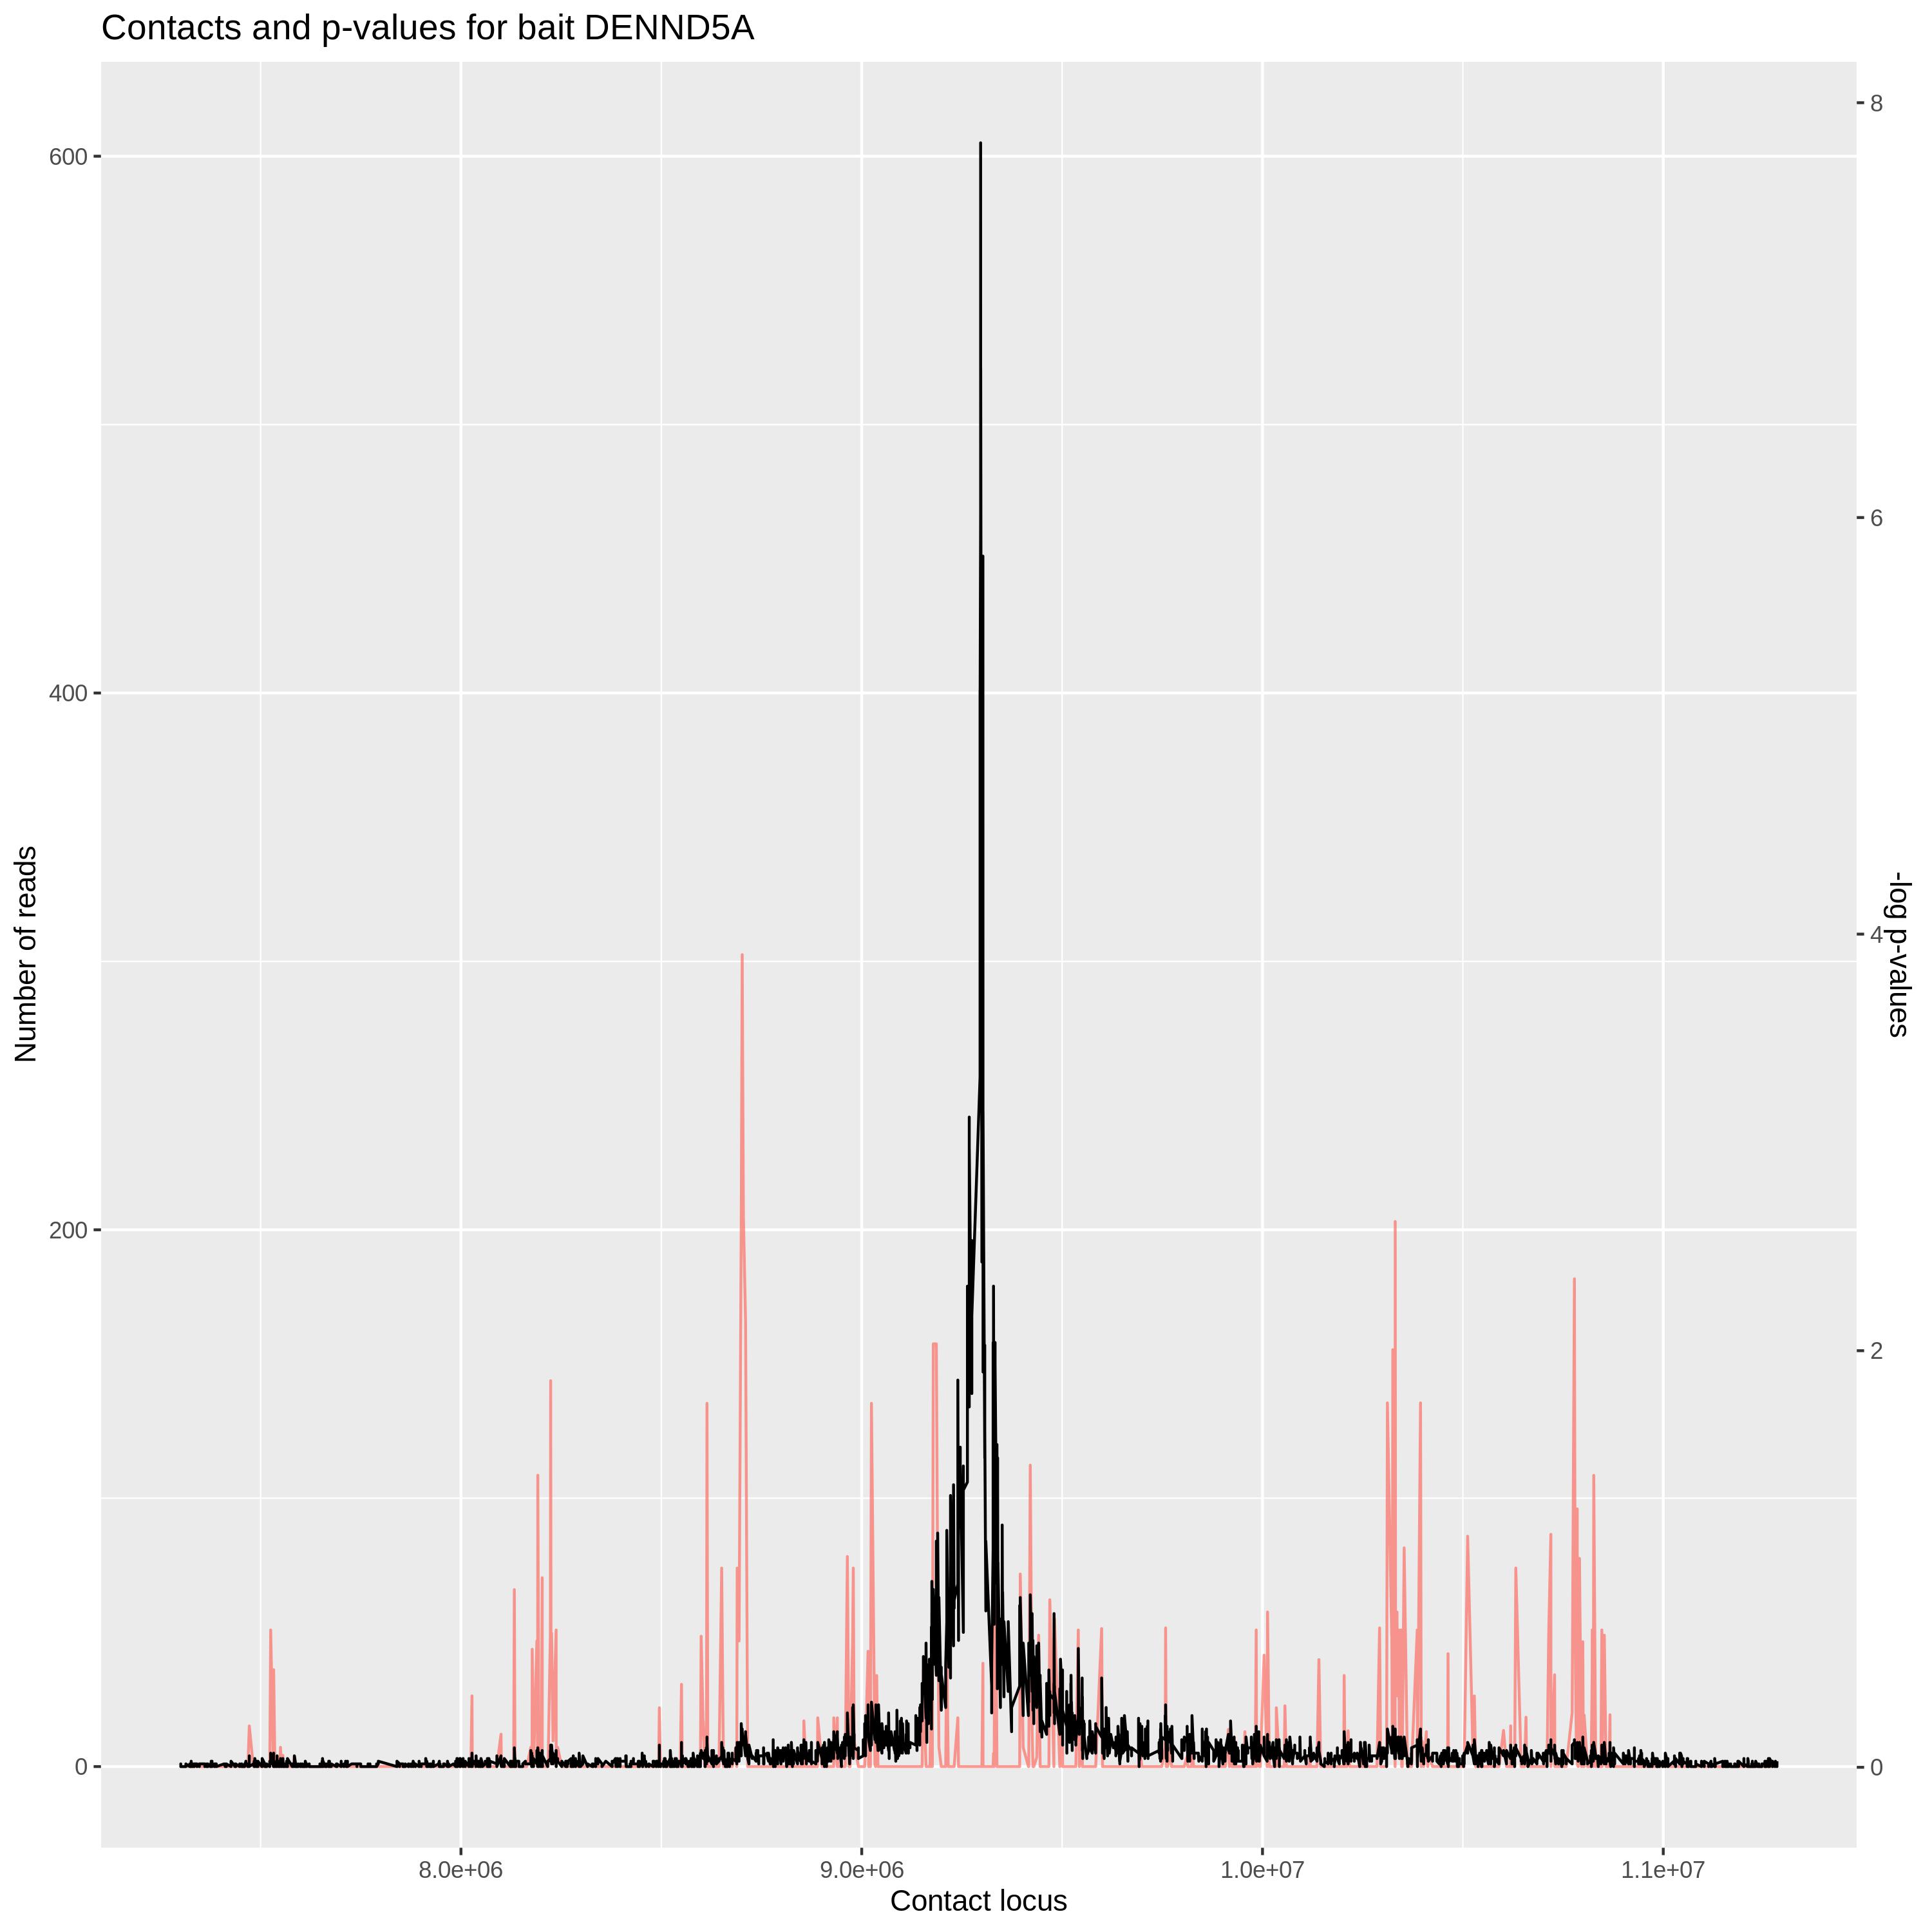 Contacts and p-values for bait DENND5A
600
400
200
0
8
6
4
2
0
Number of reads
-log p-values
8.0e+06
9.0e+06
1.0e+07
1.1e+07
Contact locus